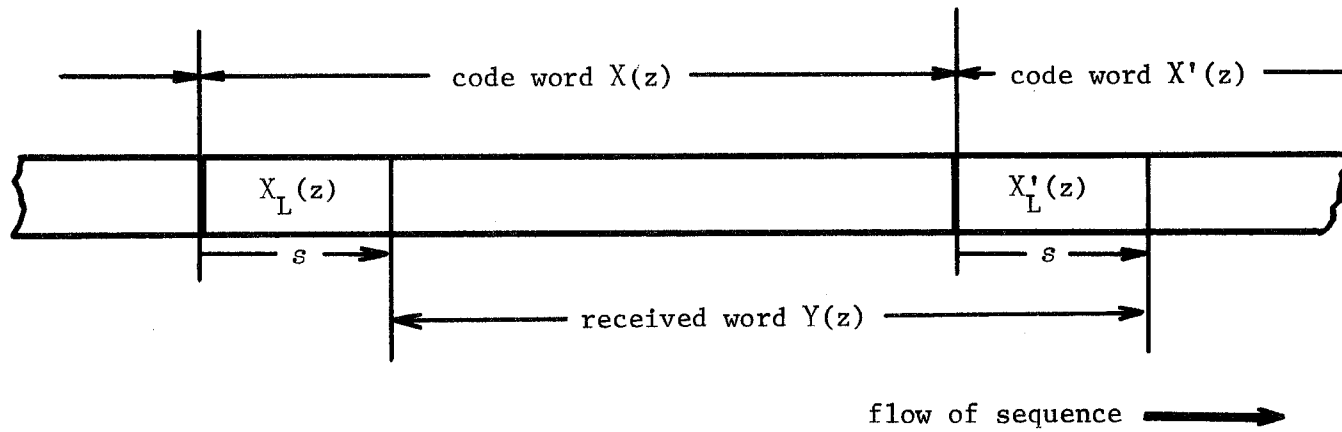 code word X(z) code word X'(z)
X_L(z) X'_L(z)
s s
received word Y(z)
flow of sequence